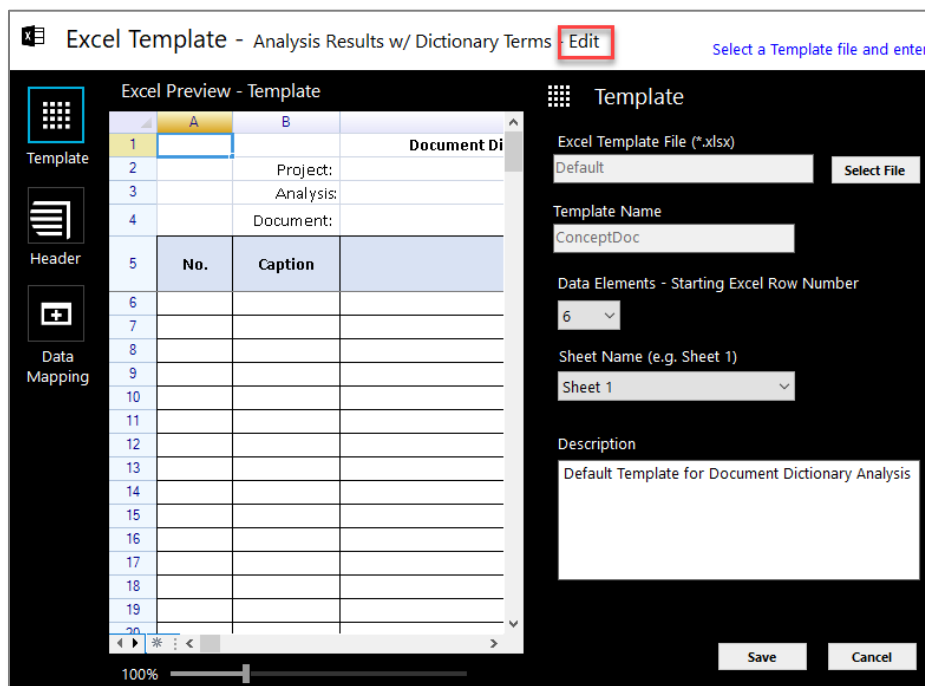 Excel Template - Analysis Results w/ Dictionary Terms - Edit
Select a Template file and enter
Template
Header
Data
Mapping
Excel Preview - Template
A B
1 Document Di
2 Project:
3 Analysis:
4 Document:
5 No. Caption
6
7
8
9
10
11
12
13
14
15
16
17
18
19
20
100%
Template
Excel Template File (*.xlsx)
Default
Select File
Template Name
ConceptDoc
Data Elements - Starting Excel Row Number
6
Sheet Name (e.g. Sheet 1)
Sheet 1
Description
Default Template for Document Dictionary Analysis
Save Cancel